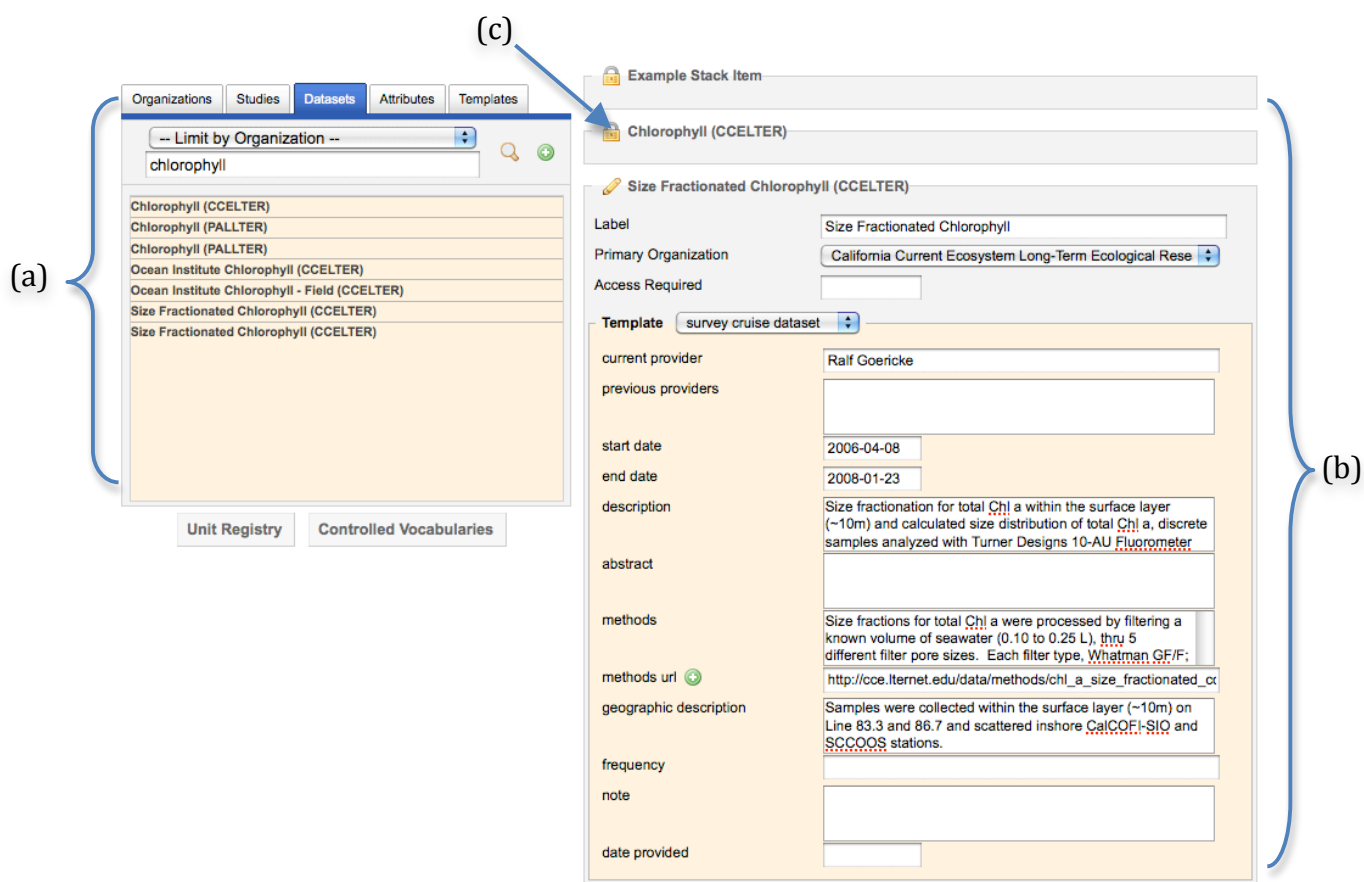 (c)
(a)
Organizations Studies Datasets Attributes Templates
-- Limit by Organization --
chlorophyll
Chlorophyll (CCELTER)
Chlorophyll (PALLTER)
Chlorophyll (PALLTER)
Ocean Institute Chlorophyll (CCELTER)
Ocean Institute Chlorophyll - Field (CCELTER)
Size Fractionated Chlorophyll (CCELTER)
Size Fractionated Chlorophyll (CCELTER)
Unit Registry Controlled Vocabularies
Example Stack Item
Chlorophyll (CCELTER)
Size Fractionated Chlorophyll (CCELTER)
Label Size Fractionated Chlorophyll
Primary Organization California Current Ecosystem Long-Term Ecological Rese
Access Required
Template survey cruise dataset
current provider Ralf Goericke
previous providers
start date 2006-04-08
end date 2008-01-23
description Size fractionation for total Chl a within the surface layer
(~10m) and calculated size distribution of total Chl a, discrete
samples analyzed with Turner Designs 10-AU Fluorometer
abstract
methods Size fractions for total Chl a were processed by filtering a
known volume of seawater (0.10 to 0.25 L), thru 5
different filter pore sizes. Each filter type, Whatman GF/F;
methods url http://cce.lternet.edu/data/methods/chl_a_size_fractionated_cc
geographic description Samples were collected within the surface layer (~10m) on
Line 83.3 and 86.7 and scattered inshore CalCOFI-SIO and
SCCOOS stations.
frequency
note
date provided
(b)